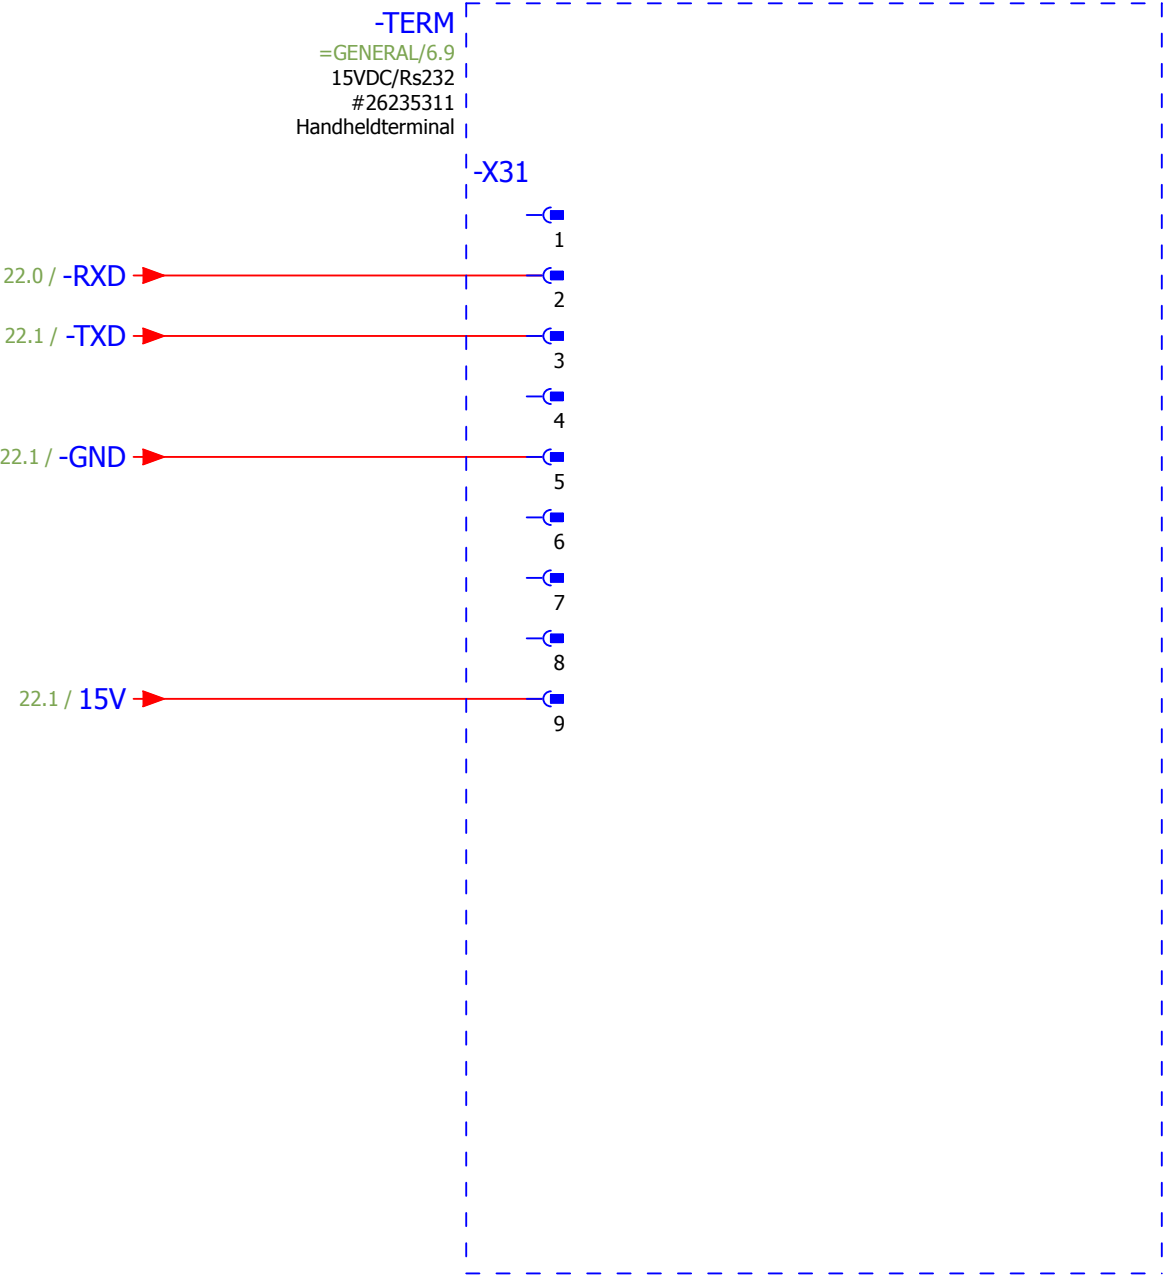 -TERM
=GENERAL/6.9
15VDC/Rs232
#26235311
Handheldterminal
-X31
1
22.0 / -RXD
2
22.1 / -TXD
3
4
22.1 / -GND
5
6
7
8
22.1 / 15V
9